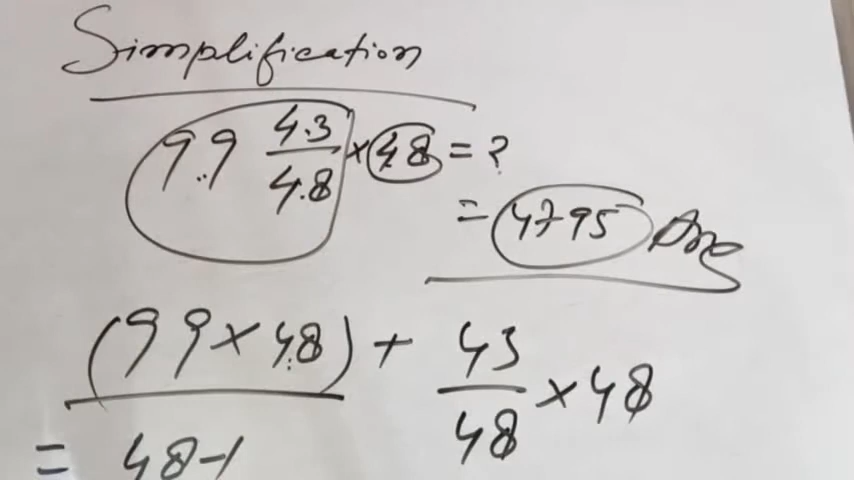 Simplification
99 43/48 × 48 = ?
= 4795 Ans
(99 × 48) + 43/48 × 48
= 48-1